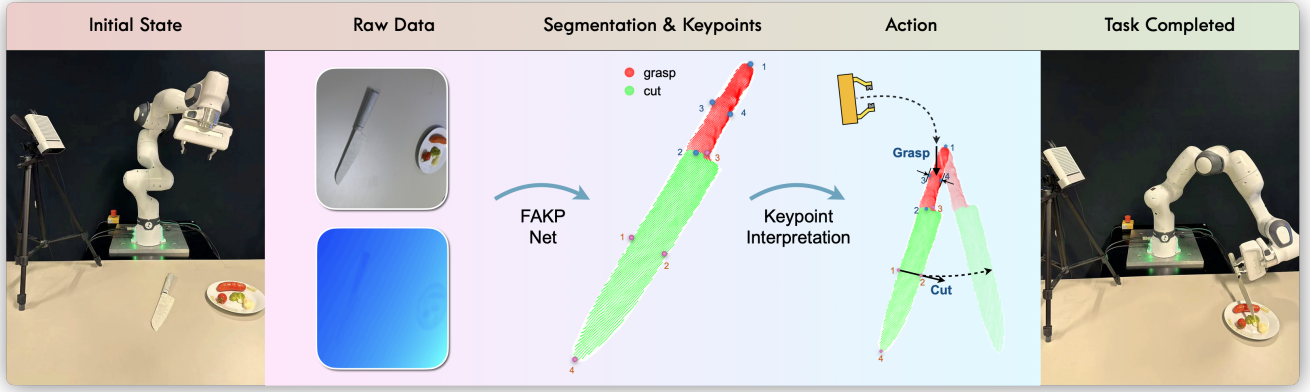 Initial State
Raw Data
Segmentation & Keypoints
Action
Task Completed
grasp
cut
1
3
4
2
3
1
2
4
FAKP
Net
Keypoint
Interpretation
Grasp
1
3
4
2
3
1
2
Cut
4